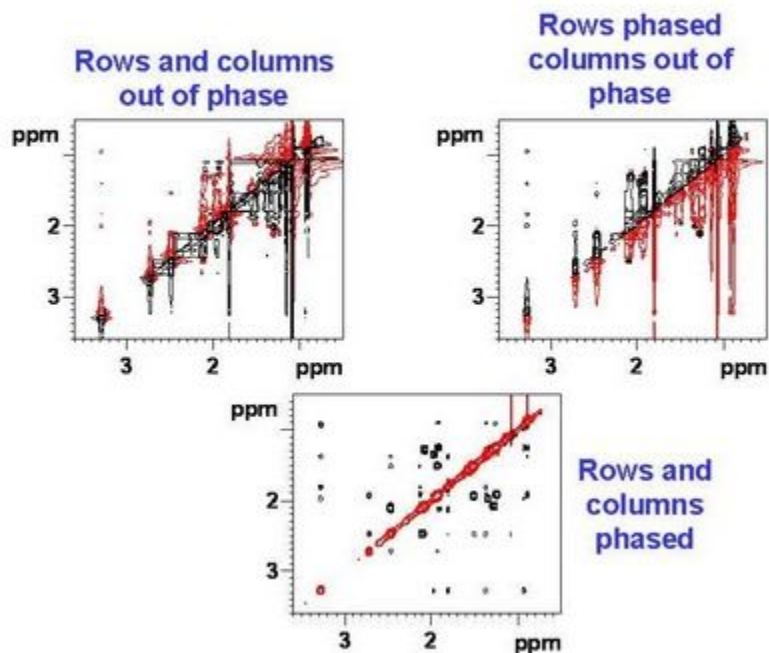 Rows and columns
out of phase
Rows phased
columns out of
phase
ppm
2
3
3
2
ppm
ppm
2
3
3
2
ppm
ppm
2
3
3
2
ppm
Rows and
columns
phased